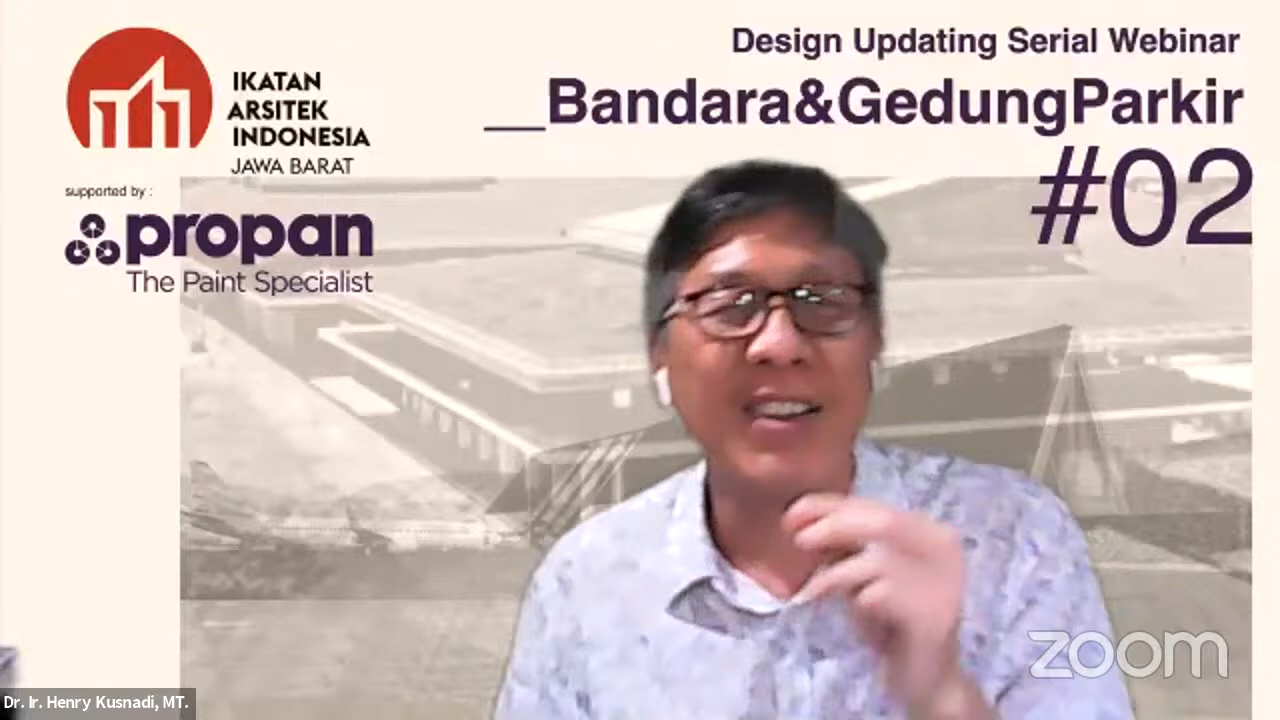 Design Updating Serial Webinar
__Bandara&GedungParkir
#02
IKATAN
ARSITEK
INDONESIA
JAWA BARAT
supported by :
propan
The Paint Specialist
zoom
Dr. Ir. Henry Kusnadi, MT.